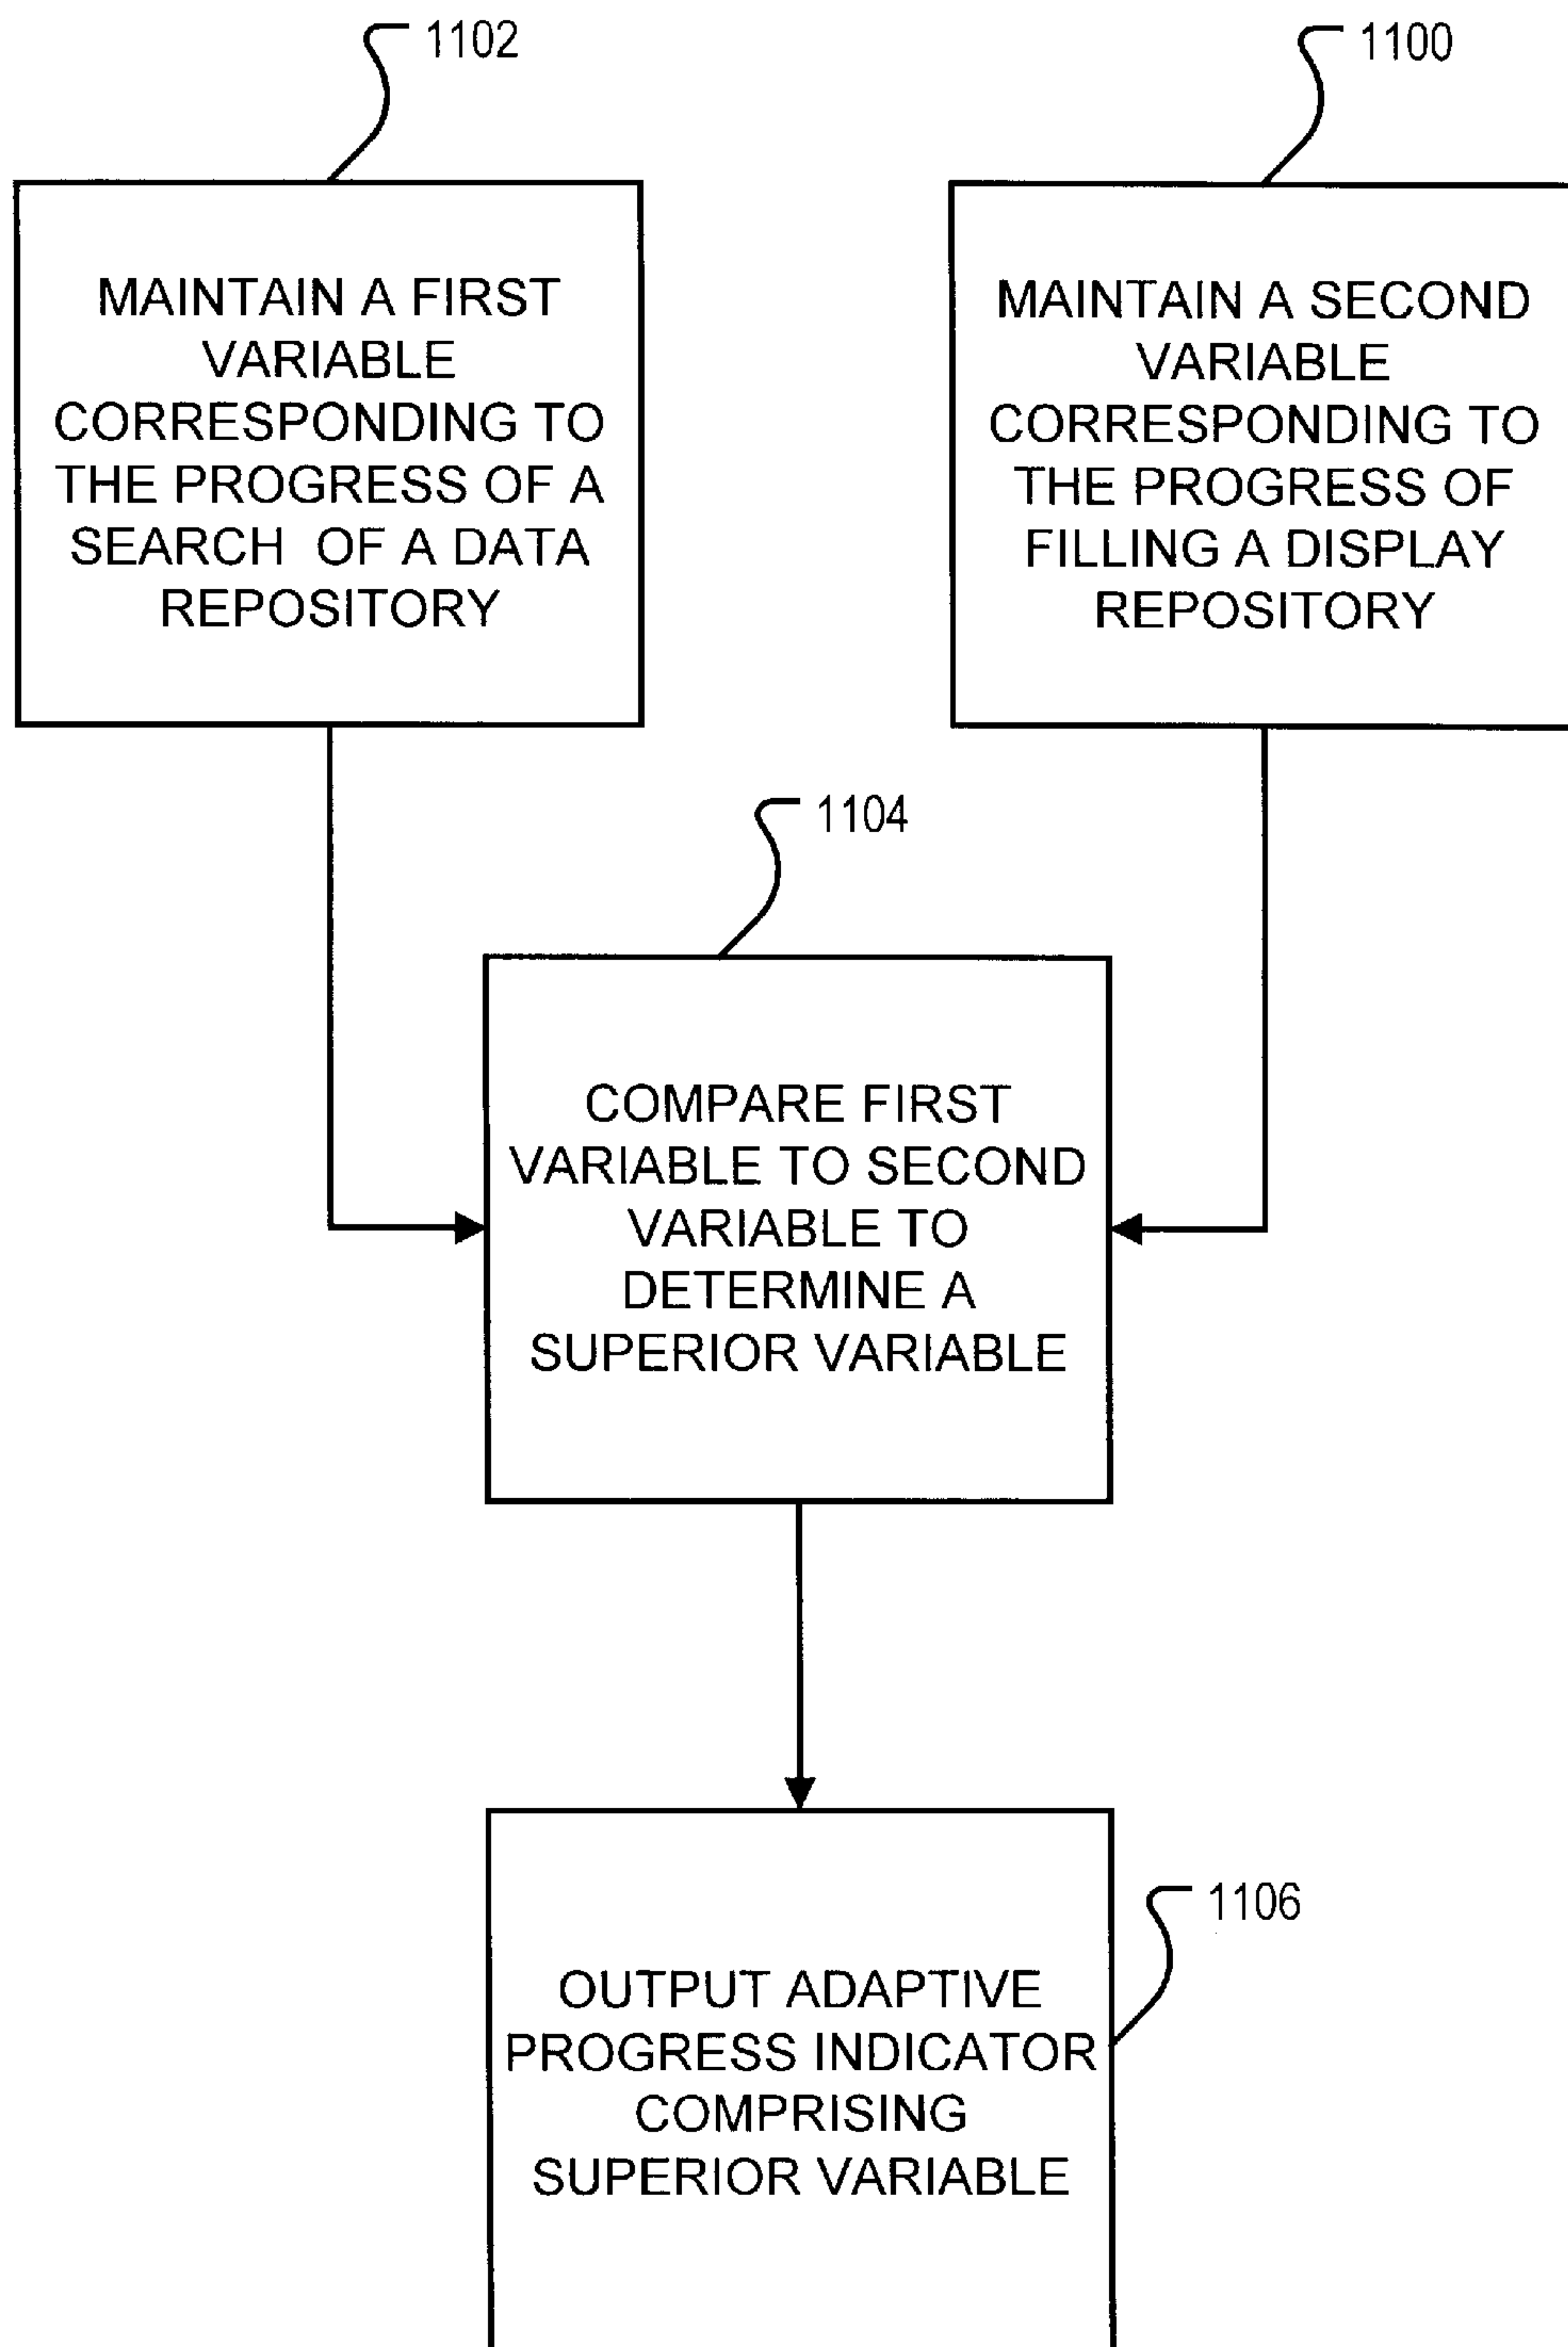 1102
1100
MAINTAIN A FIRST
VARIABLE
CORRESPONDING TO
THE PROGRESS OF A
SEARCH OF A DATA
REPOSITORY
MAINTAIN A SECOND
VARIABLE
CORRESPONDING TO
THE PROGRESS OF
FILLING A DISPLAY
REPOSITORY
1104
COMPARE FIRST
VARIABLE TO SECOND
VARIABLE TO
DETERMINE A
SUPERIOR VARIABLE
1106
OUTPUT ADAPTIVE
PROGRESS INDICATOR
COMPRISING
SUPERIOR VARIABLE